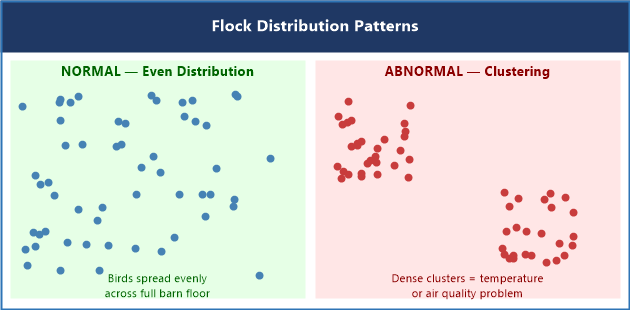 Flock Distribution Patterns
NORMAL — Even Distribution
Birds spread evenly
across full barn floor
ABNORMAL — Clustering
Dense clusters = temperature
or air quality problem